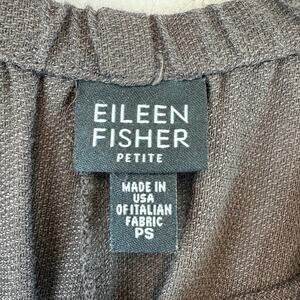 EILEEN
FISHER
PETITE
MADE IN
USA
OF ITALIAN
FABRIC
PS